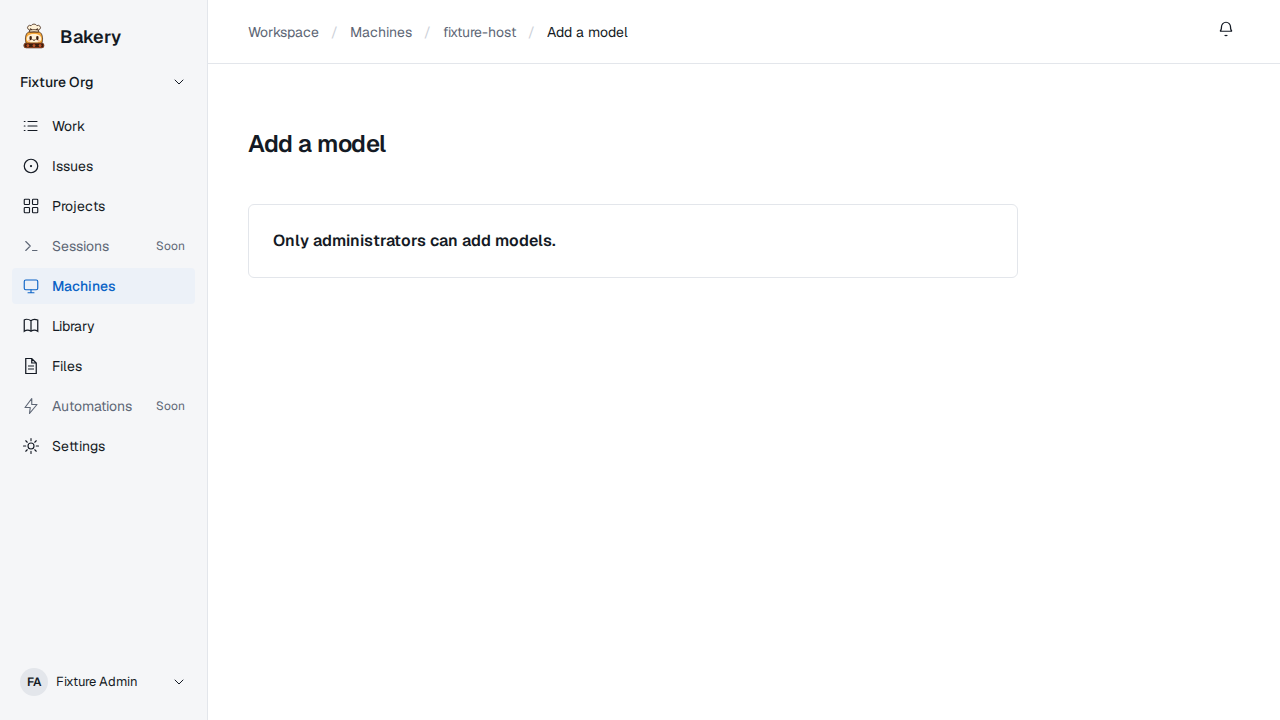 Bakery
Fixture Org
Work
Issues
Projects
Sessions Soon
Machines
Library
Files
Automations Soon
Settings
FA Fixture Admin
Workspace / Machines / fixture-host / Add a model
Add a model
Only administrators can add models.